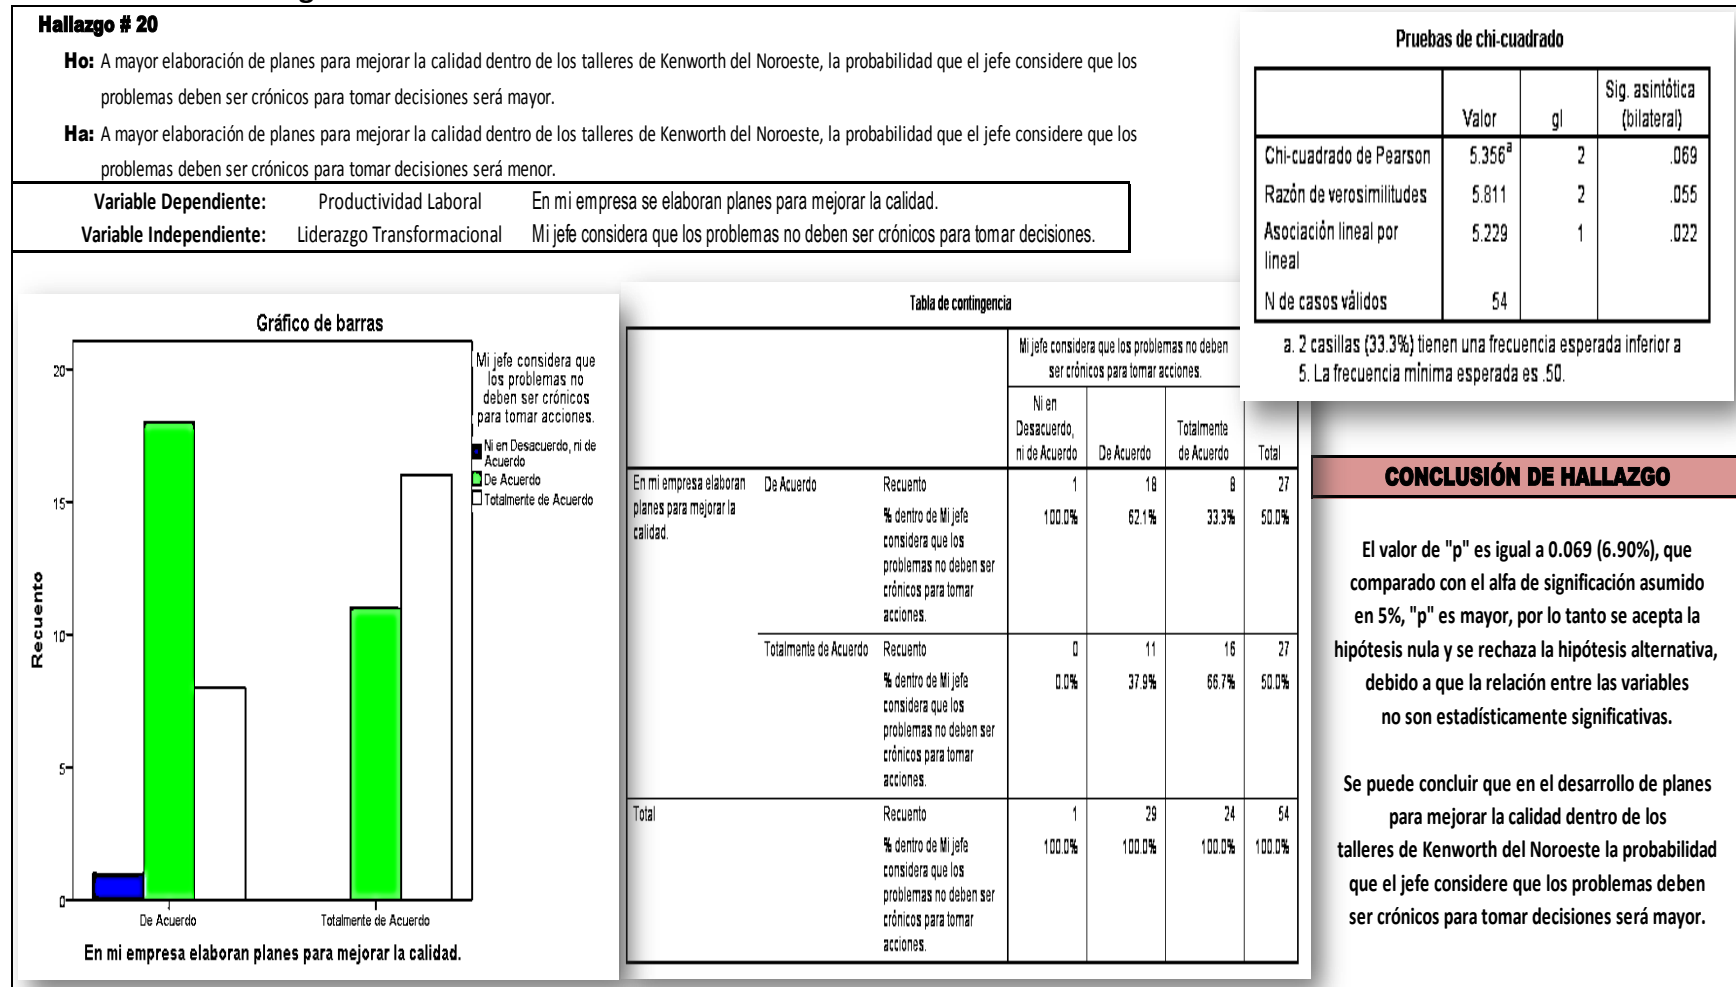 Hallazgo # 20
Ho: A mayor elaboración de planes para mejorar la calidad dentro de los talleres de Kenworth del Noroeste, la probabilidad que el jefe considere que los
problemas deben ser crónicos para tomar decisiones será mayor.
Ha: A mayor elaboración de planes para mejorar la calidad dentro de los talleres de Kenworth del Noroeste, la probabilidad que el jefe considere que los
problemas deben ser crónicos para tomar decisiones será menor.
Variable Dependiente: Productividad Laboral En mi empresa se elaboran planes para mejorar la calidad.
Variable Independiente: Liderazgo Transformacional Mi jefe considera que los problemas no deben ser crónicos para tomar decisiones.
Pruebas de chi-cuadrado
Valor gl Sig. asintótica
(bilateral)
Chi-cuadrado de Pearson 5.356a 2 .069
Razón de verosimilitudes 5.811 2 .055
Asociación lineal por
lineal 5.229 1 .022
N de casos válidos 54
a. 2 casillas (33.3%) tienen una frecuencia esperada inferior a
5. La frecuencia mínima esperada es .50.
Gráfico de barras
Mi jefe considera que
los problemas no
deben ser crónicos
para tomar acciones.
Ni en Desacuerdo, ni de
Acuerdo
De Acuerdo
Totalmente de Acuerdo
Recuento
20
15
10
5
0
De Acuerdo Totalmente de Acuerdo
En mi empresa elaboran planes para mejorar la calidad.
Tabla de contingencia
Mi jefe considera que los problemas no deben
ser crónicos para tomar acciones.
Ni en
Desacuerdo,
ni de Acuerdo De Acuerdo Totalmente
de Acuerdo Total
En mi empresa elaboran De Acuerdo Recuento 1 18 8 27
planes para mejorar la % dentro de Mi jefe 100.0% 62.1% 33.3% 50.0%
calidad. considera que los
problemas no deben ser
crónicos para tomar
acciones.
Totalmente de Acuerdo Recuento 0 11 16 27
% dentro de Mi jefe 0.0% 37.9% 66.7% 50.0%
considera que los
problemas no deben ser
crónicos para tomar
acciones.
Total Recuento 1 29 24 54
% dentro de Mi jefe 100.0% 100.0% 100.0% 100.0%
considera que los
problemas no deben ser
crónicos para tomar
acciones.
CONCLUSIÓN DE HALLAZGO
El valor de "p" es igual a 0.069 (6.90%), que
comparado con el alfa de significación asumido
en 5%, "p" es mayor, por lo tanto se acepta la
hipótesis nula y se rechaza la hipótesis alternativa,
debido a que la relación entre las variables
no son estadísticamente significativas.
Se puede concluir que en el desarrollo de planes
para mejorar la calidad dentro de los
talleres de Kenworth del Noroeste la probabilidad
que el jefe considere que los problemas deben
ser crónicos para tomar decisiones será mayor.